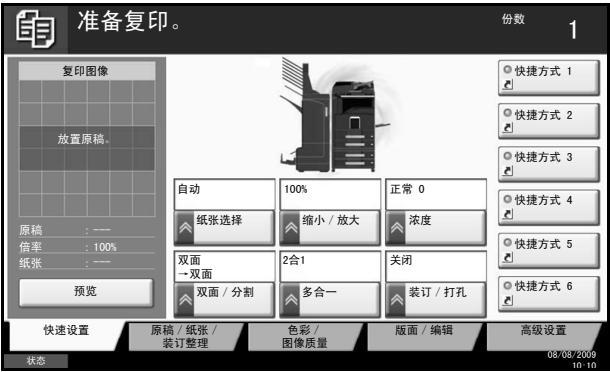 准备复印。
份数
1
复印图像
放置原稿。
原稿 : ---
倍率 : 100%
纸张 : ---
预览
自动
纸张选择
100%
缩小 / 放大
正常 0
浓度
双面
→双面
双面 / 分割
2合1
多合一
关闭
装订 / 打孔
快捷方式 1
快捷方式 2
快捷方式 3
快捷方式 4
快捷方式 5
快捷方式 6
快速设置
原稿 / 纸张 /
装订整理
色彩 /
图像质量
版面 / 编辑
高级设置
状态
08/08/2009
10:10